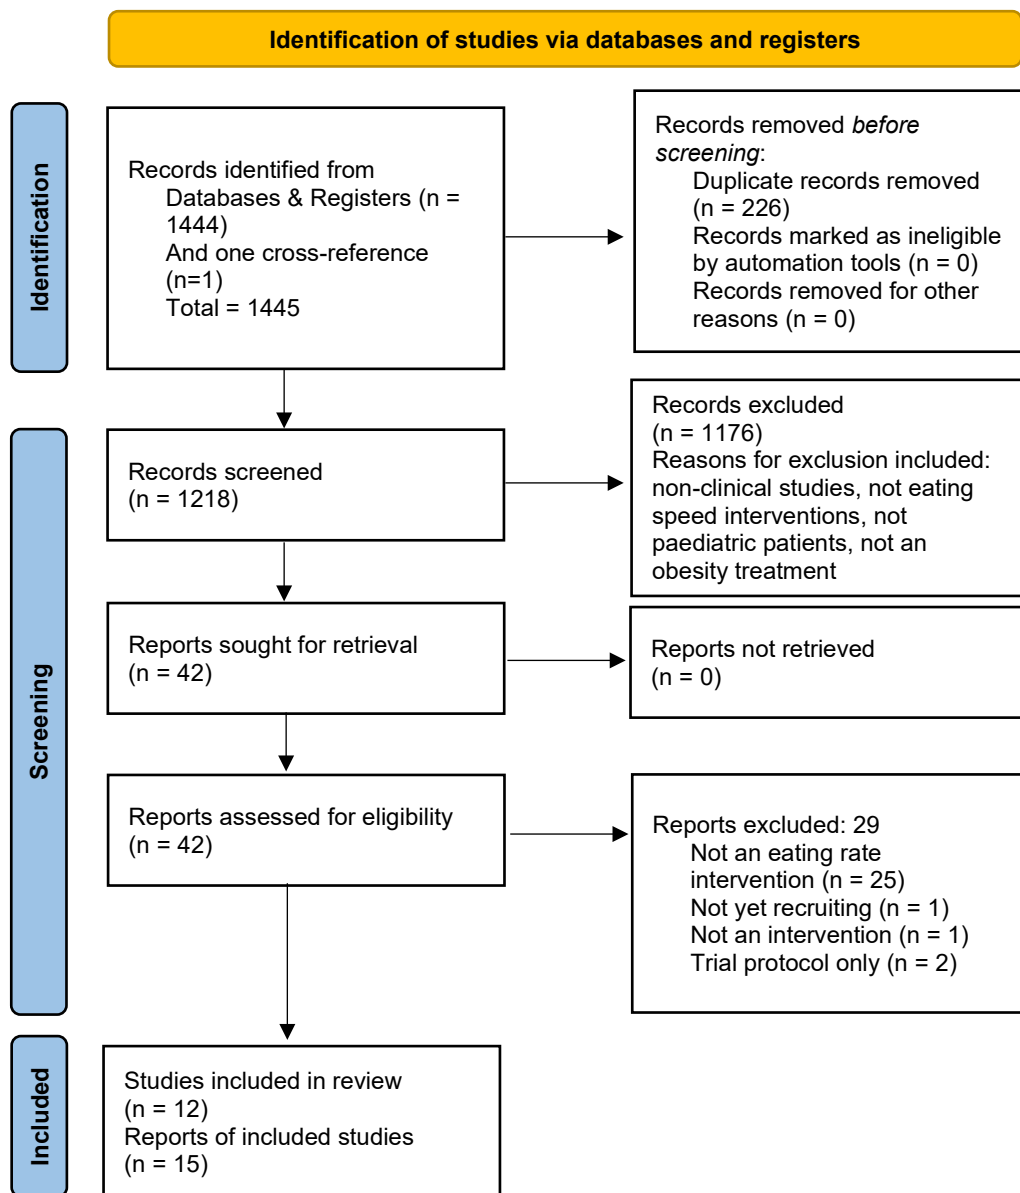 Identification of studies via databases and registers
Identification
Records identified from
Databases & Registers (n =
1444)
And one cross-reference
(n=1)
Total = 1445
Records removed before
screening:
Duplicate records removed
(n = 226)
Records marked as ineligible
by automation tools (n = 0)
Records removed for other
reasons (n = 0)
Screening
Records screened
(n = 1218)
Records excluded
(n = 1176)
Reasons for exclusion included:
non-clinical studies, not eating
speed interventions, not
paediatric patients, not an
obesity treatment
Reports sought for retrieval
(n = 42)
Reports not retrieved
(n = 0)
Reports assessed for eligibility
(n = 42)
Reports excluded: 29
Not an eating rate
intervention (n = 25)
Not yet recruiting (n = 1)
Not an intervention (n = 1)
Trial protocol only (n = 2)
Included
Studies included in review
(n = 12)
Reports of included studies
(n = 15)